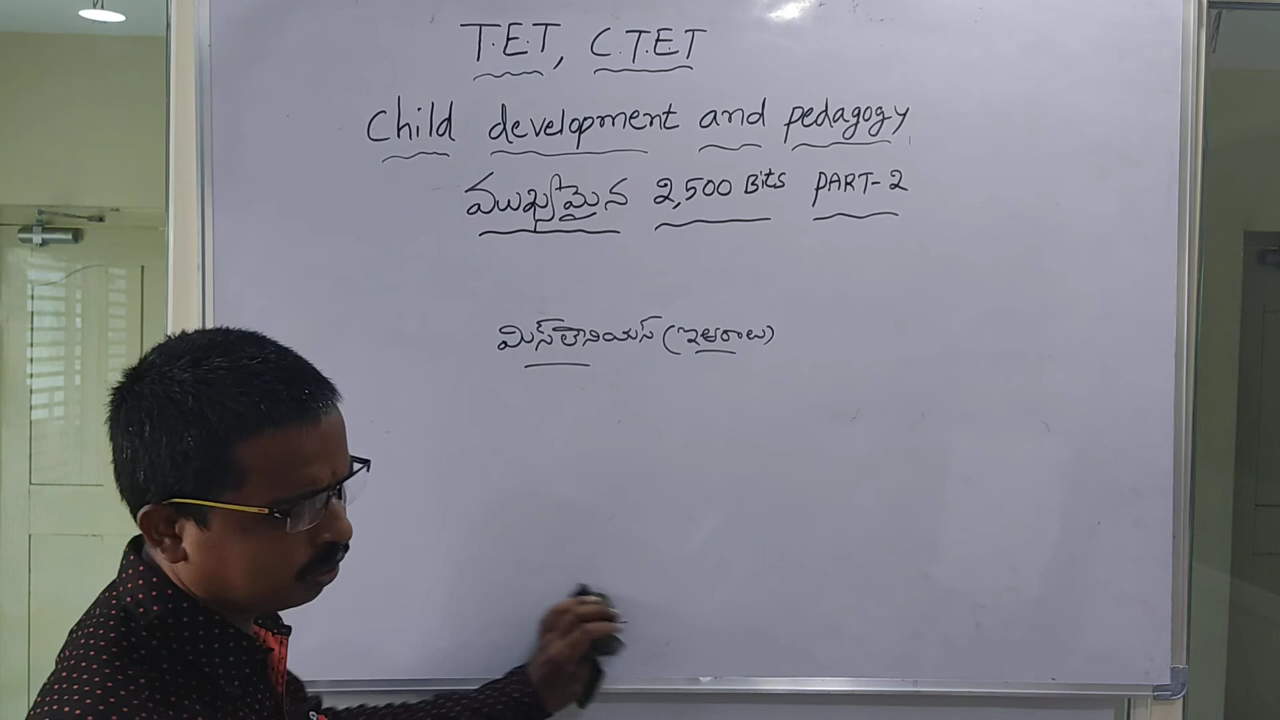 T.E.T, C.T.E.T
Child development and pedagogy
ముఖ్యమైన 2,500 Bits PART-2
మిస్‌లేనియస్ (ఇతరాలు)